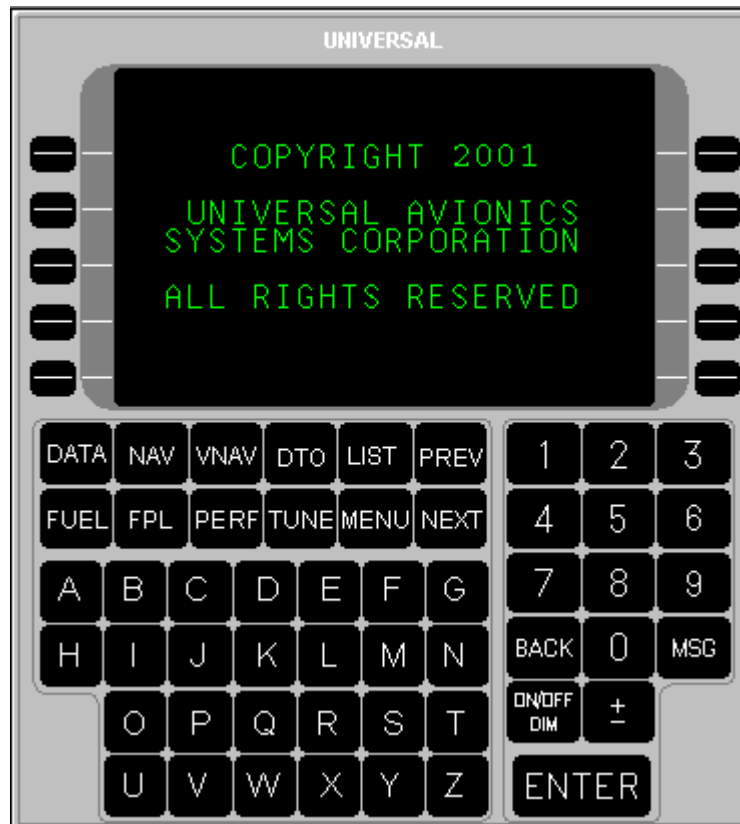 UNIVERSAL
COPYRIGHT 2001
UNIVERSAL AVIONICS
SYSTEMS CORPORATION
ALL RIGHTS RESERVED
DATA NAV VNAV DTO LIST PREV
FUEL FPL PERF TUNE MENU NEXT
A B C D E F G
H I J K L M N
O P Q R S T
U V W X Y Z
1 2 3
4 5 6
7 8 9
BACK 0 MSG
ON/OFF
DIM ±
ENTER